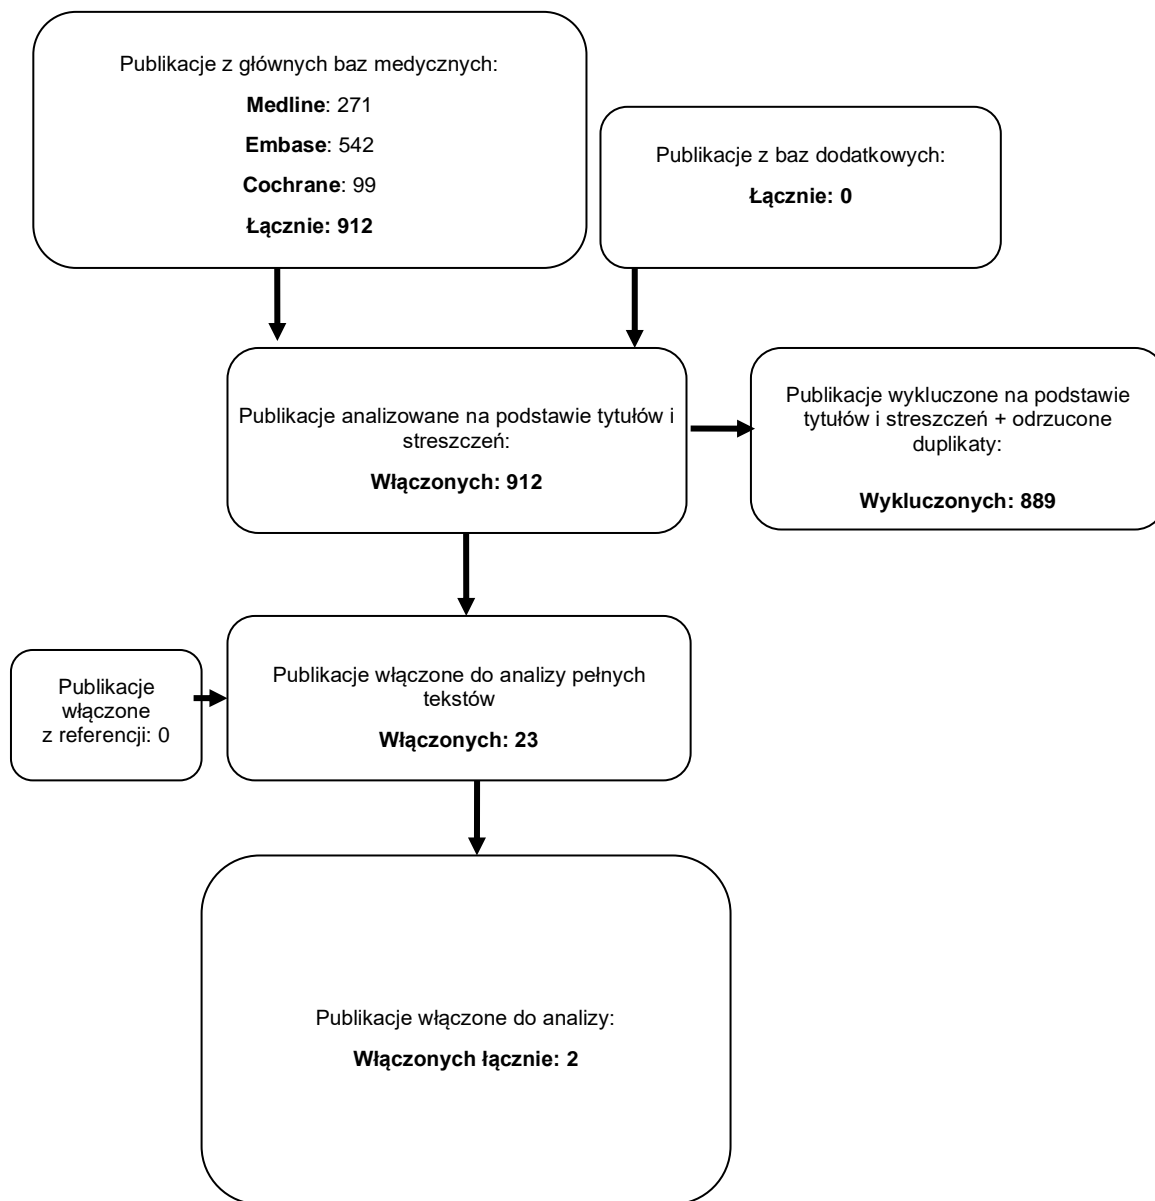 Publikacje z głównych baz medycznych:
Medline: 271
Embase: 542
Cochrane: 99
Łącznie: 912
Publikacje z baz dodatkowych:
Łącznie: 0
Publikacje analizowane na podstawie tytułów i
streszczeń:
Włączonych: 912
Publikacje wykluczone na podstawie
tytułów i streszczeń + odrzucone
duplikaty:
Wykluczonych: 889
Publikacje
włączone
z referencji: 0
Publikacje włączone do analizy pełnych
tekstów
Włączonych: 23
Publikacje włączone do analizy:
Włączonych łącznie: 2